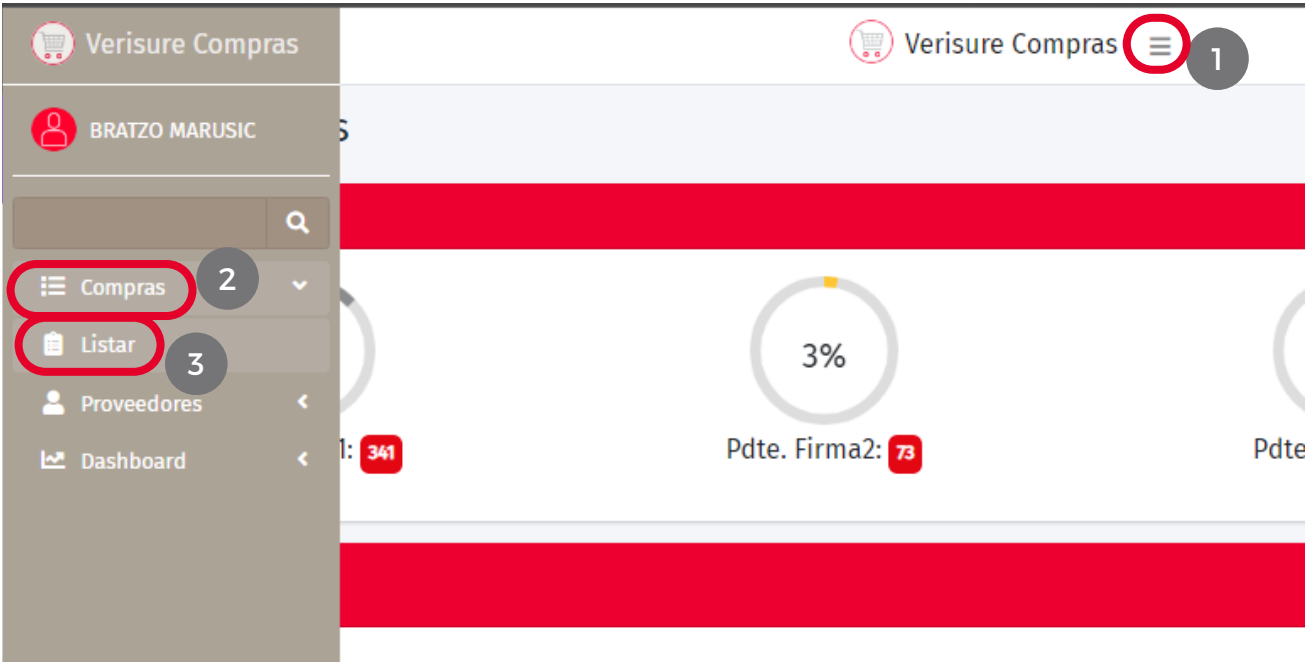 Verisure Compras
Verisure Compras
1
BRATZO MARUSIC
s
Compras
2
Listar
3
Proveedores
Dashboard
3%
1: 341
Pdte. Firma2: 73
Pdte